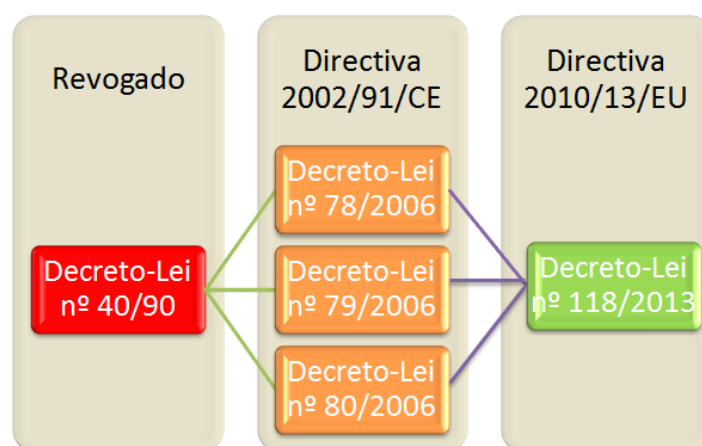 Revogado
Directiva
2002/91/CE
Directiva
2010/13/EU
Decreto-Lei
nº 40/90
Decreto-Lei
nº 78/2006
Decreto-Lei
nº 79/2006
Decreto-Lei
nº 80/2006
Decreto-Lei
nº 118/2013